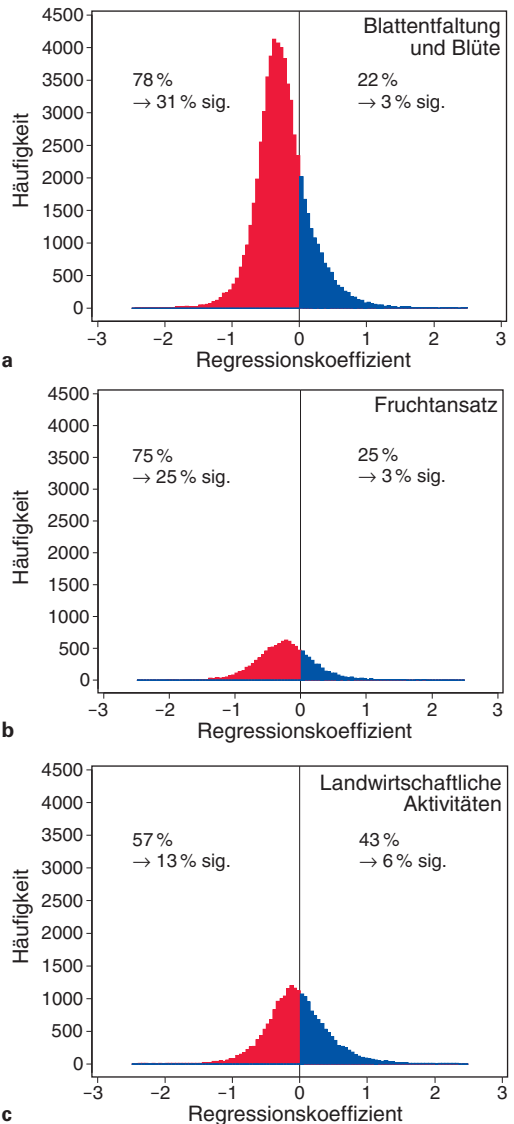 4500
4000
3500
3000
2500
2000
1500
1000
500
0
Häufigkeit
Blattentfaltung
und Blüte
78 %
→ 31 % sig.
22 %
→ 3 % sig.
−3 −2 −1 0 1 2 3
Regressionskoeffizient
a
4500
4000
3500
3000
2500
2000
1500
1000
500
0
Häufigkeit
Fruchtansatz
75 %
→ 25 % sig.
25 %
→ 3 % sig.
−3 −2 −1 0 1 2 3
Regressionskoeffizient
b
4500
4000
3500
3000
2500
2000
1500
1000
500
0
Häufigkeit
Landwirtschaftliche
Aktivitäten
57 %
→ 13 % sig.
43 %
→ 6 % sig.
−3 −2 −1 0 1 2 3
Regressionskoeffizient
c